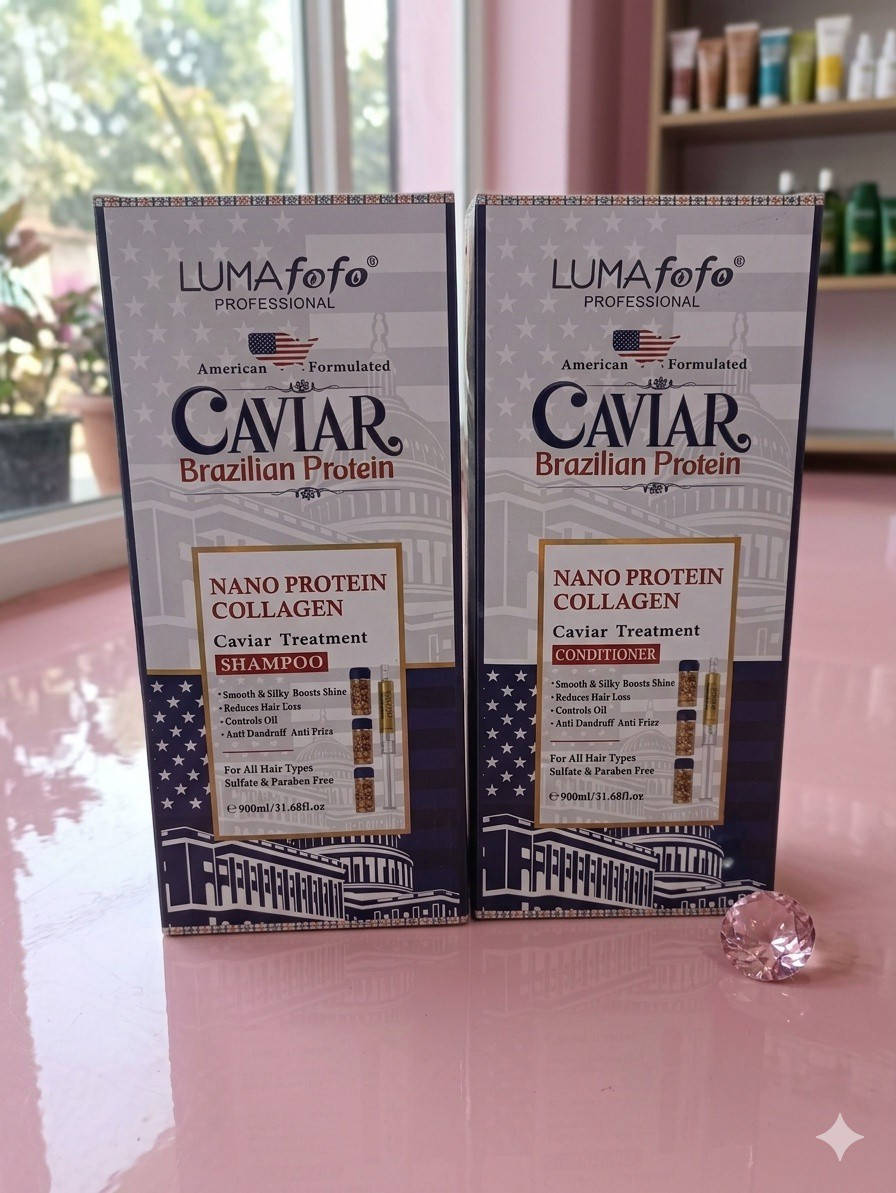 LUMAfofo®
PROFESSIONAL
American Formulated
CAVIAR
Brazilian Protein
NANO PROTEIN
COLLAGEN
Caviar Treatment
SHAMPOO
• Smooth & Silky Boosts Shine
• Reduces Hair Loss
• Controls Oil
• Anti Dandruff Anti Friza
For All Hair Types
Sulfate & Paraben Free
℮ 900ml/31.68fl.oz
LUMAfofo®
PROFESSIONAL
American Formulated
CAVIAR
Brazilian Protein
NANO PROTEIN
COLLAGEN
Caviar Treatment
CONDITIONER
• Smooth & Silky Boosts Shine
• Reduces Hair Loss
• Controls Oil
• Anti Dandruff Anti Frizz
For All Hair Types
Sulfate & Paraben Free
℮ 900ml/31.68fl.oz